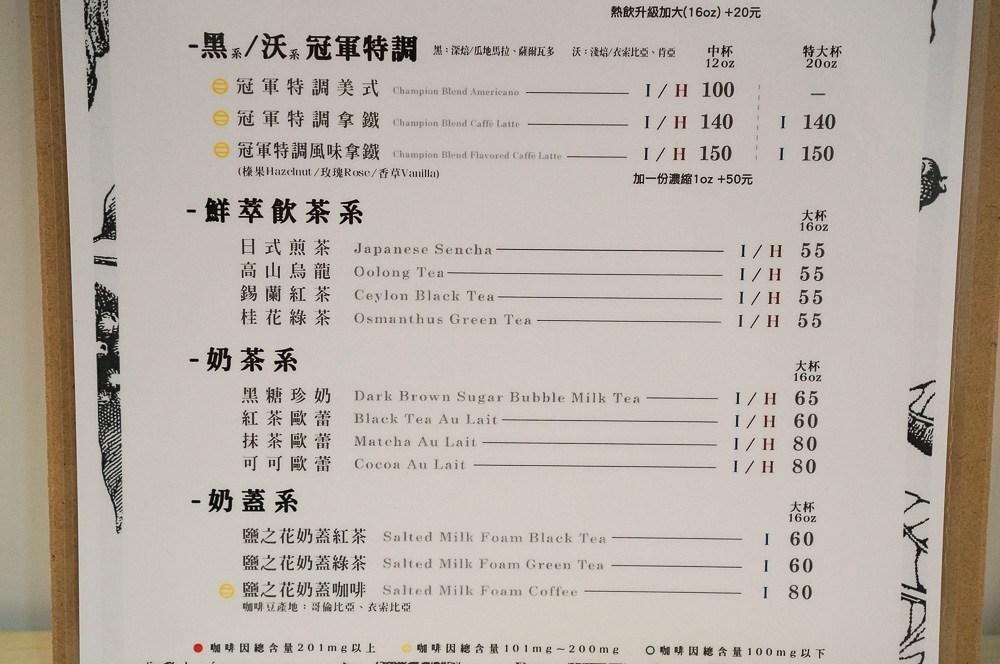 熱飲升級加大(16oz) +20元
-黑系/沃系 冠軍特調 黑：深焙/瓜地馬拉、薩爾瓦多 沃：淺焙/衣索比亞、肯亞 中杯 12oz 特大杯 20oz
冠軍特調美式 Champion Blend Americano I / H 100 —
冠軍特調拿鐵 Champion Blend Caffè Latte I / H 140 I 140
冠軍特調風味拿鐵 Champion Blend Flavored Caffè Latte I / H 150 I 150
(榛果Hazelnut/玫瑰Rose/香草Vanilla) 加一份濃縮1oz +50元
-鮮萃飲茶系 大杯 16oz
日式煎茶 Japanese Sencha I / H 55
高山烏龍 Oolong Tea I / H 55
錫蘭紅茶 Ceylon Black Tea I / H 55
桂花綠茶 Osmanthus Green Tea I / H 55
-奶茶系 大杯 16oz
黑糖珍奶 Dark Brown Sugar Bubble Milk Tea I / H 65
紅茶歐蕾 Black Tea Au Lait I / H 60
抹茶歐蕾 Matcha Au Lait I / H 80
可可歐蕾 Cocoa Au Lait I / H 80
-奶蓋系 大杯 16oz
鹽之花奶蓋紅茶 Salted Milk Foam Black Tea I 60
鹽之花奶蓋綠茶 Salted Milk Foam Green Tea I 60
鹽之花奶蓋咖啡 Salted Milk Foam Coffee I 80
咖啡豆產地：哥倫比亞、衣索比亞
咖啡因總含量201mg以上 咖啡因總含量101mg~200mg 咖啡因總含量100mg以下